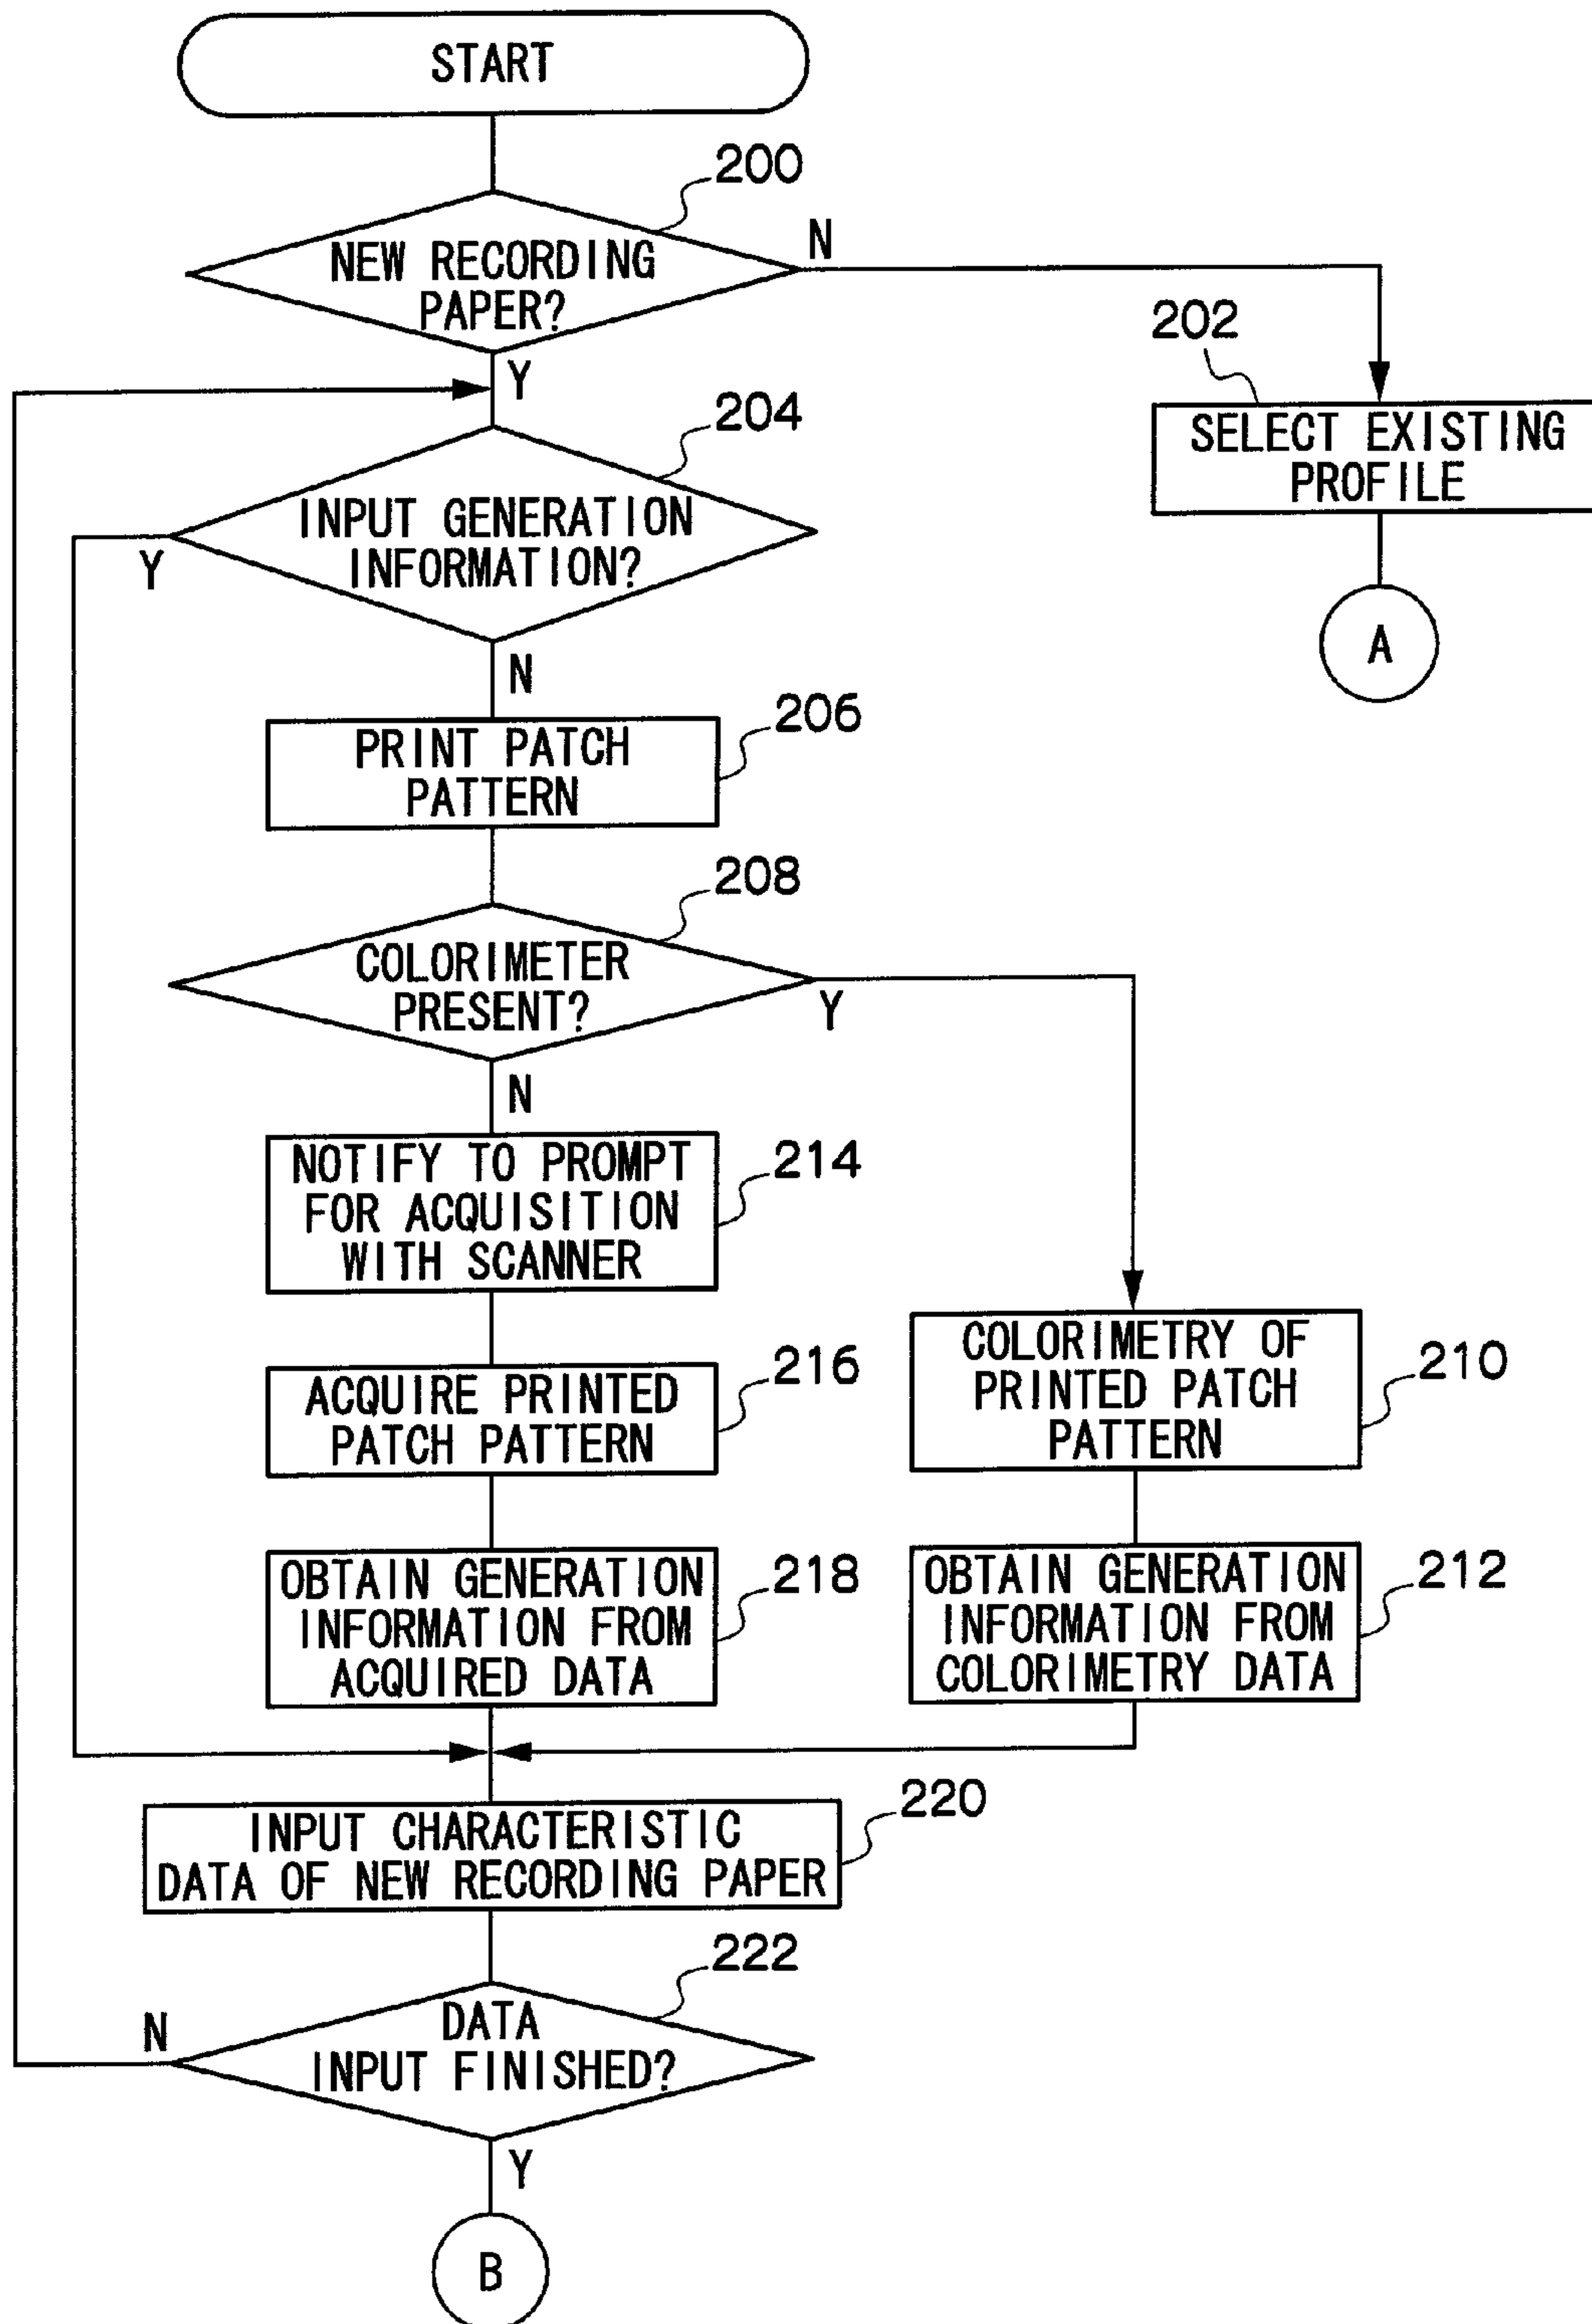 START
200
NEW RECORDING
PAPER?
N
Y
202
SELECT EXISTING
PROFILE
A
204
INPUT GENERATION
INFORMATION?
Y
N
206
PRINT PATCH
PATTERN
208
COLORIMETER
PRESENT?
Y
N
214
NOTIFY TO PROMPT
FOR ACQUISITION
WITH SCANNER
216
ACQUIRE PRINTED
PATCH PATTERN
210
COLORIMETRY OF
PRINTED PATCH
PATTERN
218
OBTAIN GENERATION
INFORMATION FROM
ACQUIRED DATA
212
OBTAIN GENERATION
INFORMATION FROM
COLORIMETRY DATA
220
INPUT CHARACTERISTIC
DATA OF NEW RECORDING PAPER
222
DATA
INPUT FINISHED?
N
Y
B